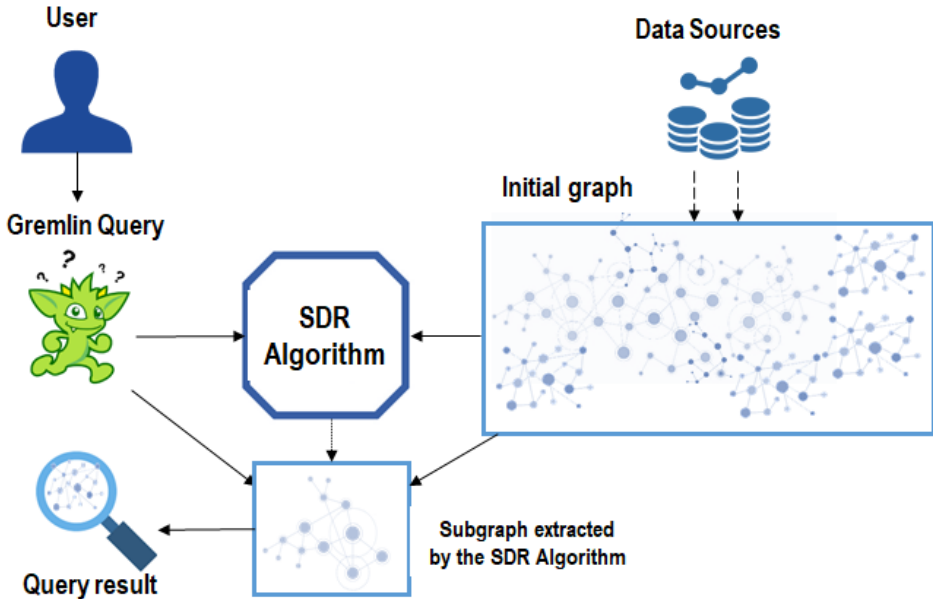 User
Data Sources
Initial graph
Gremlin Query
? ? ? ?
SDR
Algorithm
Subgraph extracted
by the SDR Algorithm
Query result